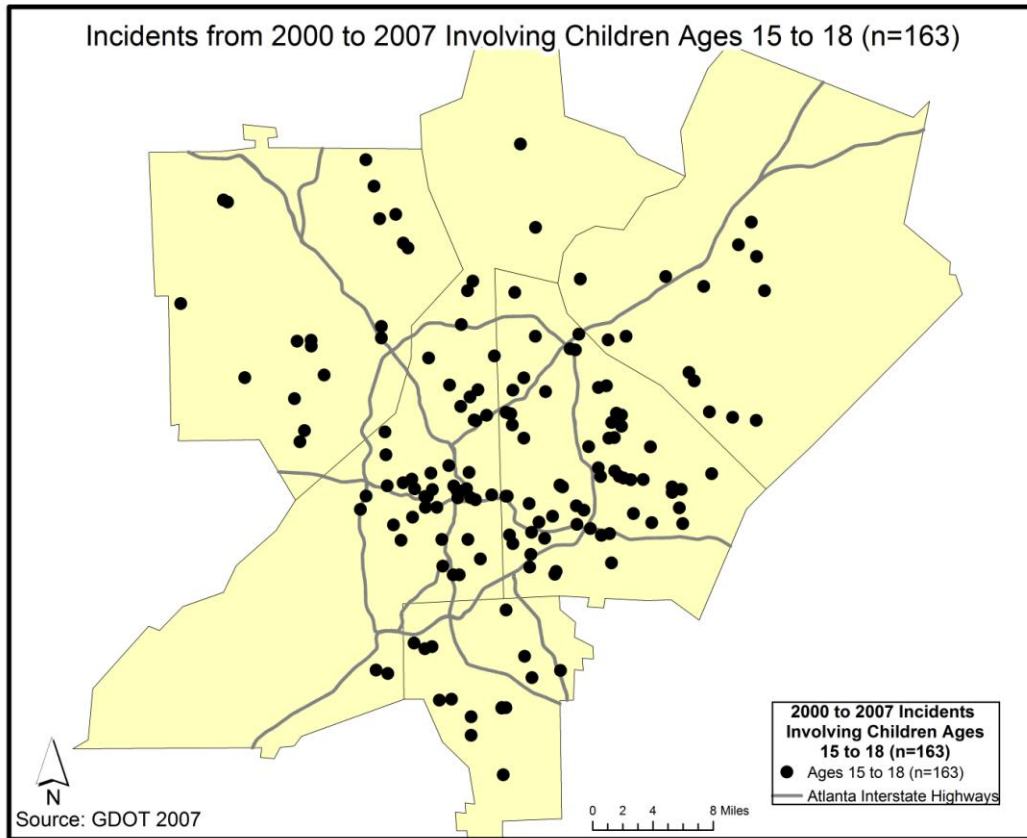 Incidents from 2000 to 2007 Involving Children Ages 15 to 18 (n=163)
2000 to 2007 Incidents
Involving Children Ages
15 to 18 (n=163)
Ages 15 to 18 (n=163)
Atlanta Interstate Highways
N
Source: GDOT 2007
0 2 4 8 Miles